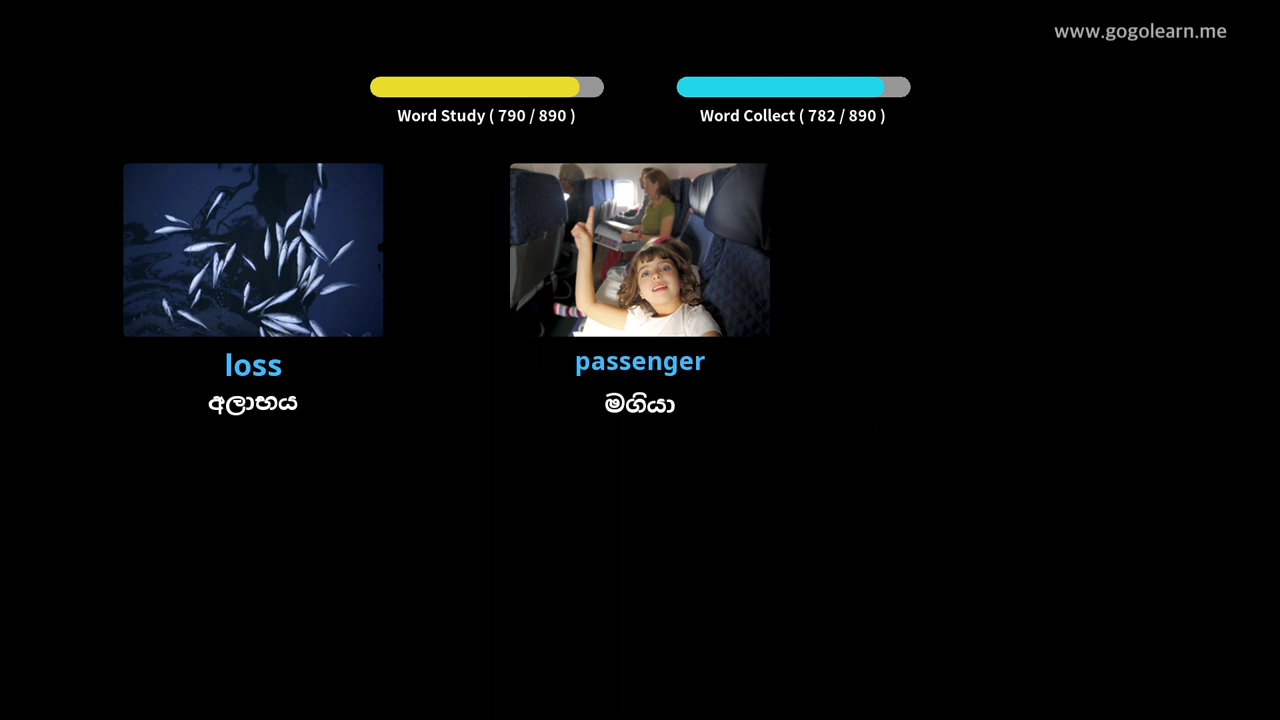 www.gogolearn.me
Word Study ( 790 / 890 )
Word Collect ( 782 / 890 )
loss
අලාභය
passenger
මගියා